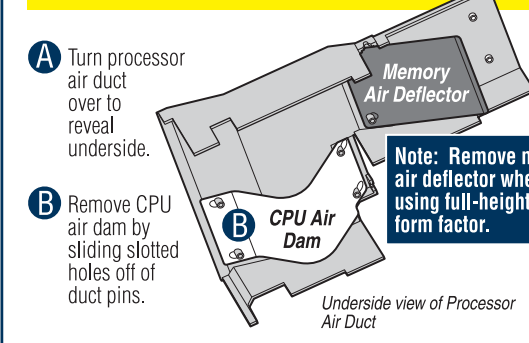 A Turn processor
air duct
over to
reveal
underside.
B Remove CPU
air dam by
sliding slotted
holes off of
duct pins.
Memory
Air Deflector
Note: Remove
air deflector
using full-height
form factor.
B
CPU Air
Dam
Underside view of Processor
Air Duct